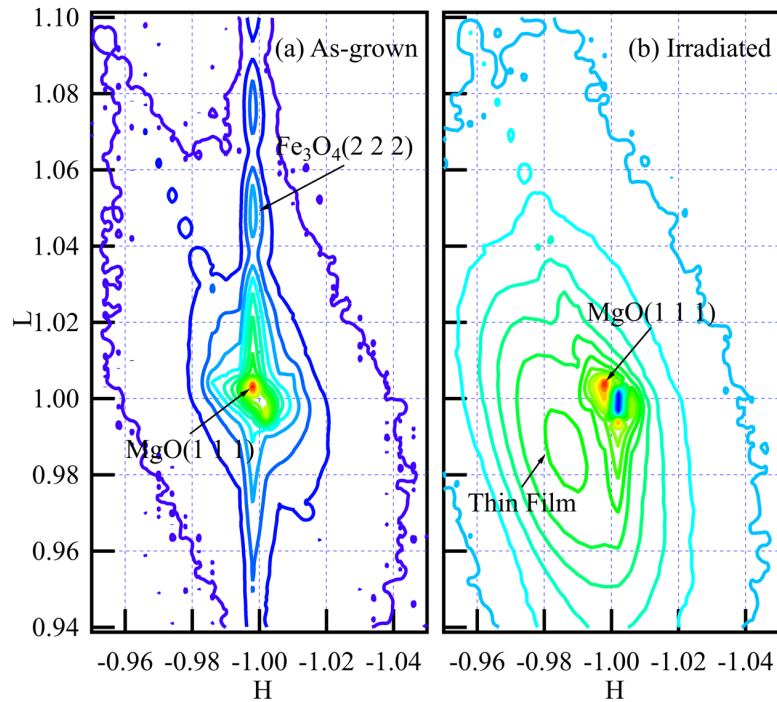 (a) As-grown
(b) Irradiated
1.10
1.08
1.06
1.04
1.02
1.00
0.98
0.96
0.94
L
Fe₃O₄(2 2 2)
MgO(1 1 1)
MgO(1 1 1)
Thin Film
-0.96 -0.98 -1.00 -1.02 -1.04
-0.96 -0.98 -1.00 -1.02 -1.04
H
H